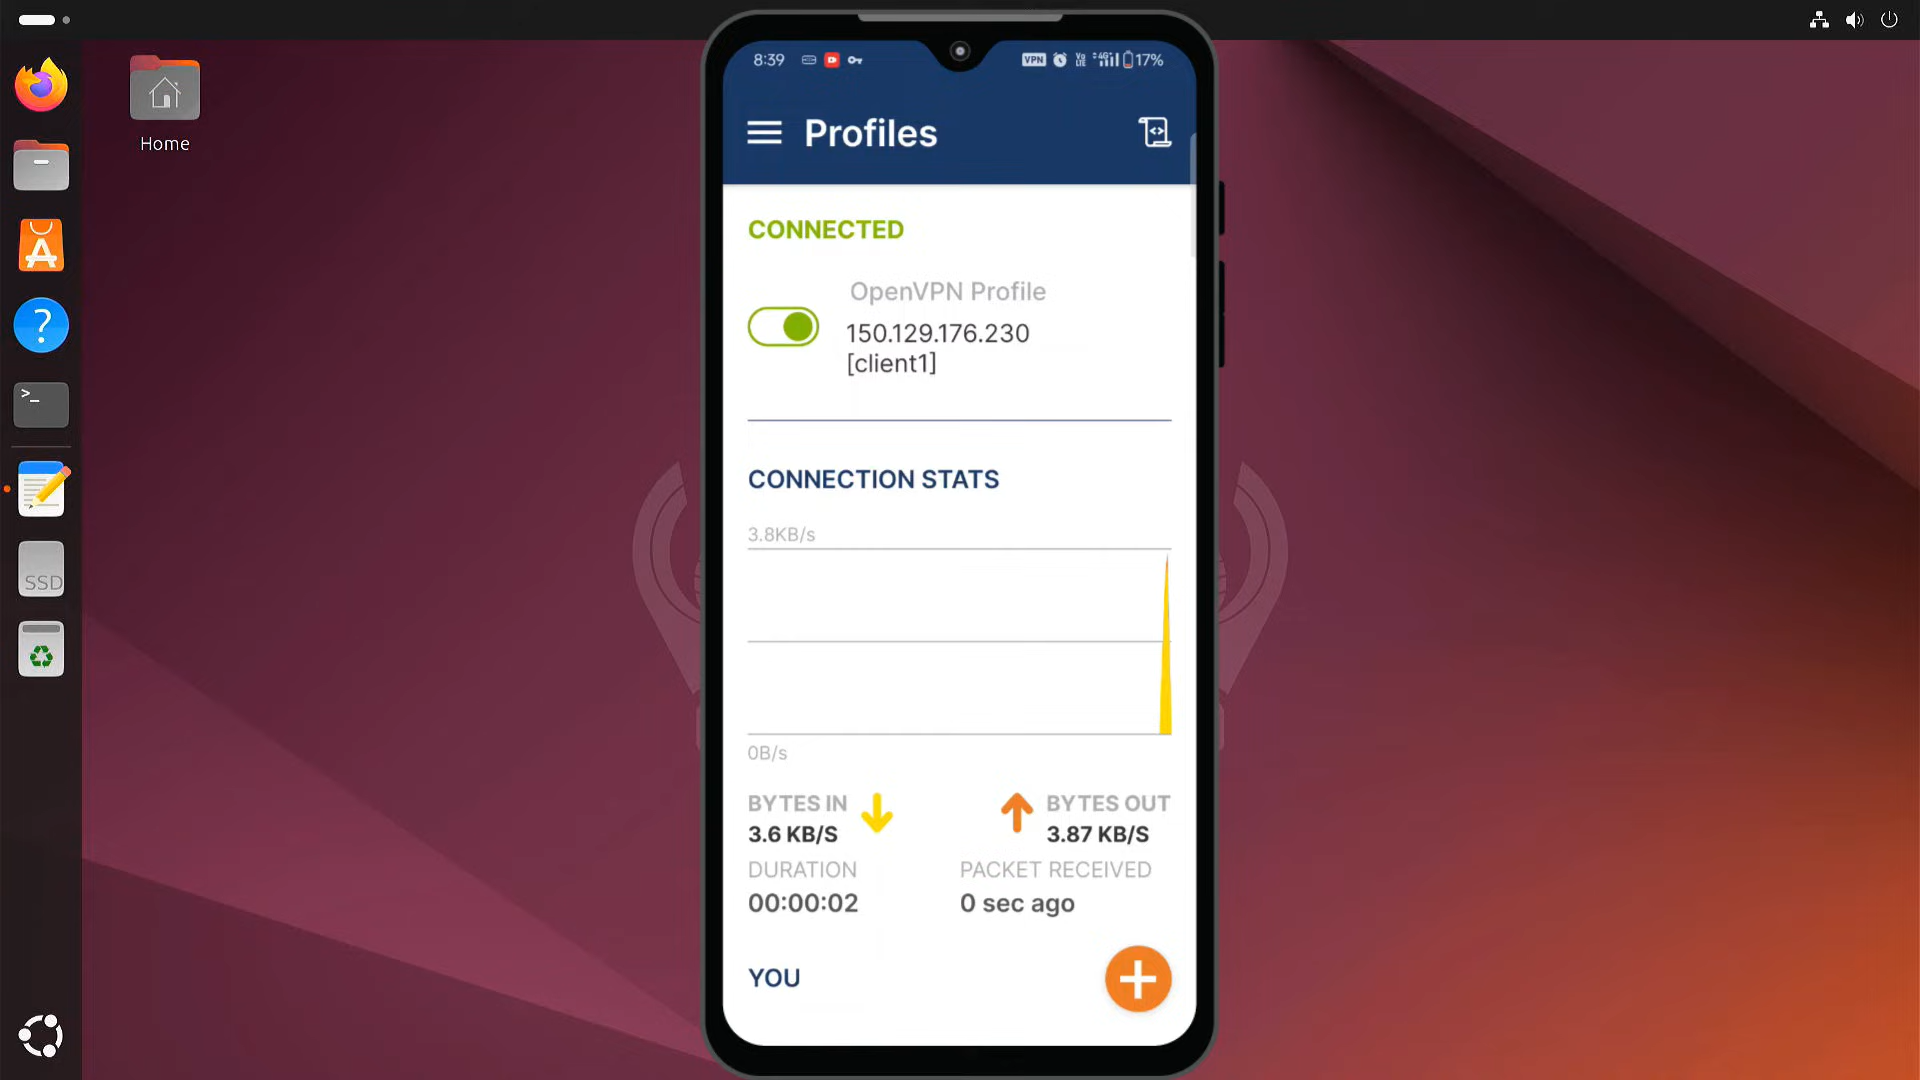 Home
SSD
8:39
VPN
4G
17%
Profiles
CONNECTED
OpenVPN Profile
150.129.176.230
[client1]
CONNECTION STATS
3.8KB/s
0B/s
BYTES IN
3.6 KB/S
BYTES OUT
3.87 KB/S
DURATION
00:00:02
PACKET RECEIVED
0 sec ago
YOU